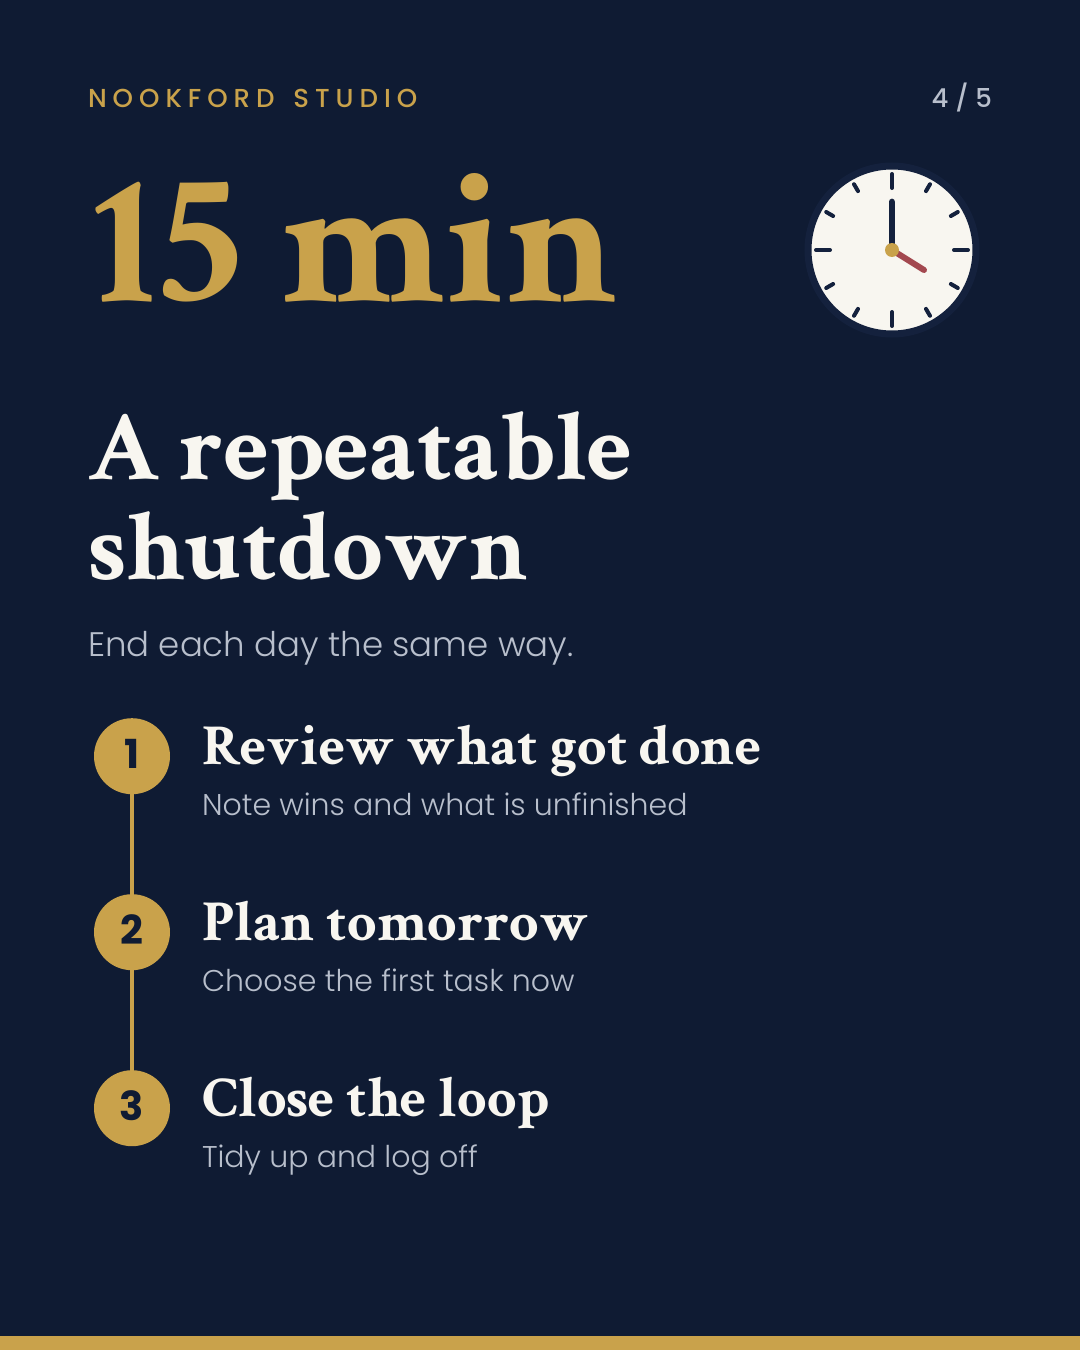 NOOKFORD STUDIO
4 / 5
15 min
A repeatable
shutdown
End each day the same way.
1
Review what got done
Note wins and what is unfinished
2
Plan tomorrow
Choose the first task now
3
Close the loop
Tidy up and log off